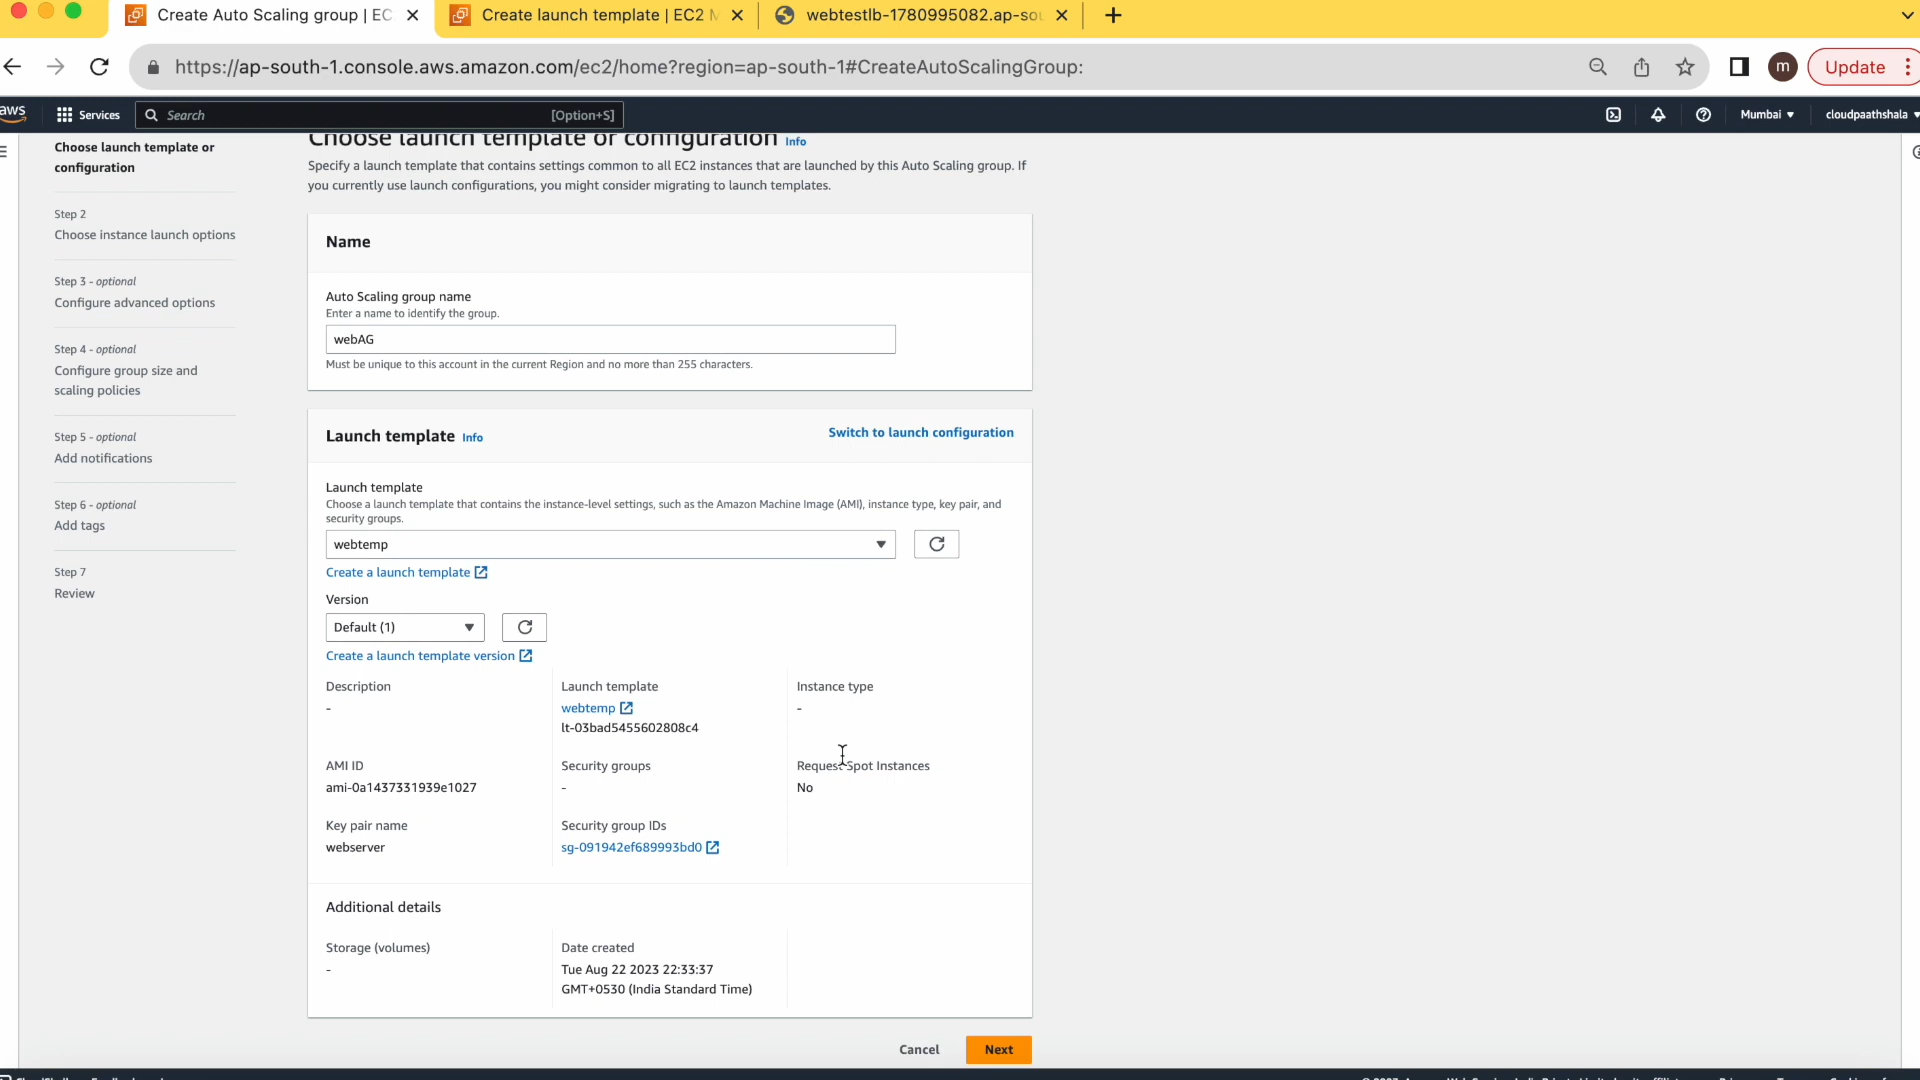 Create Auto Scaling group | EC
Create launch template | EC2 M
webtestlb-1780995082.ap-sou
https://ap-south-1.console.aws.amazon.com/ec2/home?region=ap-south-1#CreateAutoScalingGroup:
m
Update
aws
Services
Search
[Option+S]
Mumbai
cloudpaathshala
Choose launch template or
configuration
Step 2
Choose instance launch options
Step 3 - optional
Configure advanced options
Step 4 - optional
Configure group size and
scaling policies
Step 5 - optional
Add notifications
Step 6 - optional
Add tags
Step 7
Review
Choose launch template or configuration Info
Specify a launch template that contains settings common to all EC2 instances that are launched by this Auto Scaling group. If
you currently use launch configurations, you might consider migrating to launch templates.
Name
Auto Scaling group name
Enter a name to identify the group.
webAG
Must be unique to this account in the current Region and no more than 255 characters.
Launch template Info
Switch to launch configuration
Launch template
Choose a launch template that contains the instance-level settings, such as the Amazon Machine Image (AMI), instance type, key pair, and
security groups.
webtemp
Create a launch template
Version
Default (1)
Create a launch template version
Description
-
Launch template
webtemp
lt-03bad5455602808c4
Instance type
-
AMI ID
ami-0a1437331939e1027
Security groups
-
Request Spot Instances
No
Key pair name
webserver
Security group IDs
sg-091942ef689993bd0
Additional details
Storage (volumes)
-
Date created
Tue Aug 22 2023 22:33:37
GMT+0530 (India Standard Time)
Cancel
Next